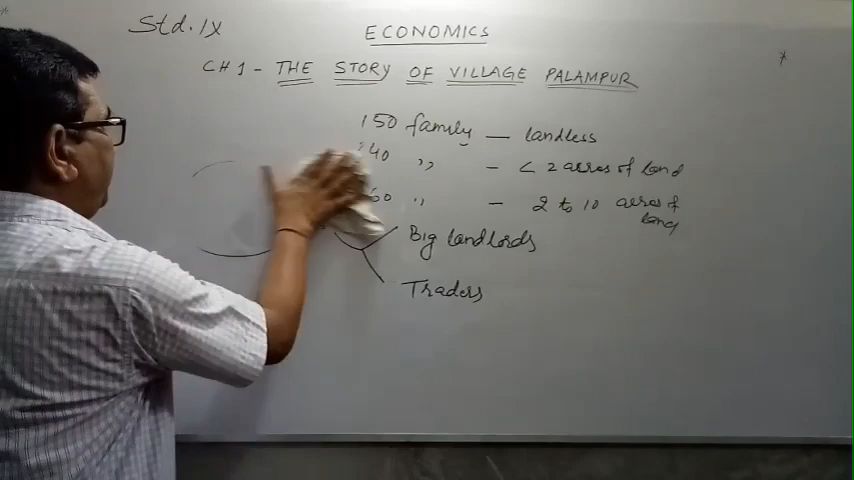 Std. IX
ECONOMICS
CH 1 - THE STORY OF VILLAGE PALAMPUR
150 family — landless
240 ,, - < 2 acres of land
60 ,, - 2 to 10 acres of land
Big landlords
Traders